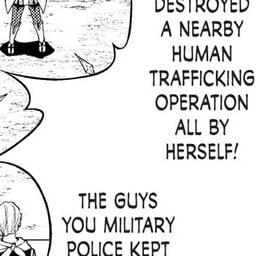 DESTROYED
A NEARBY
HUMAN
TRAFFICKING
OPERATION
ALL BY
HERSELF!
THE GUYS
YOU MILITARY
POLICE KEPT